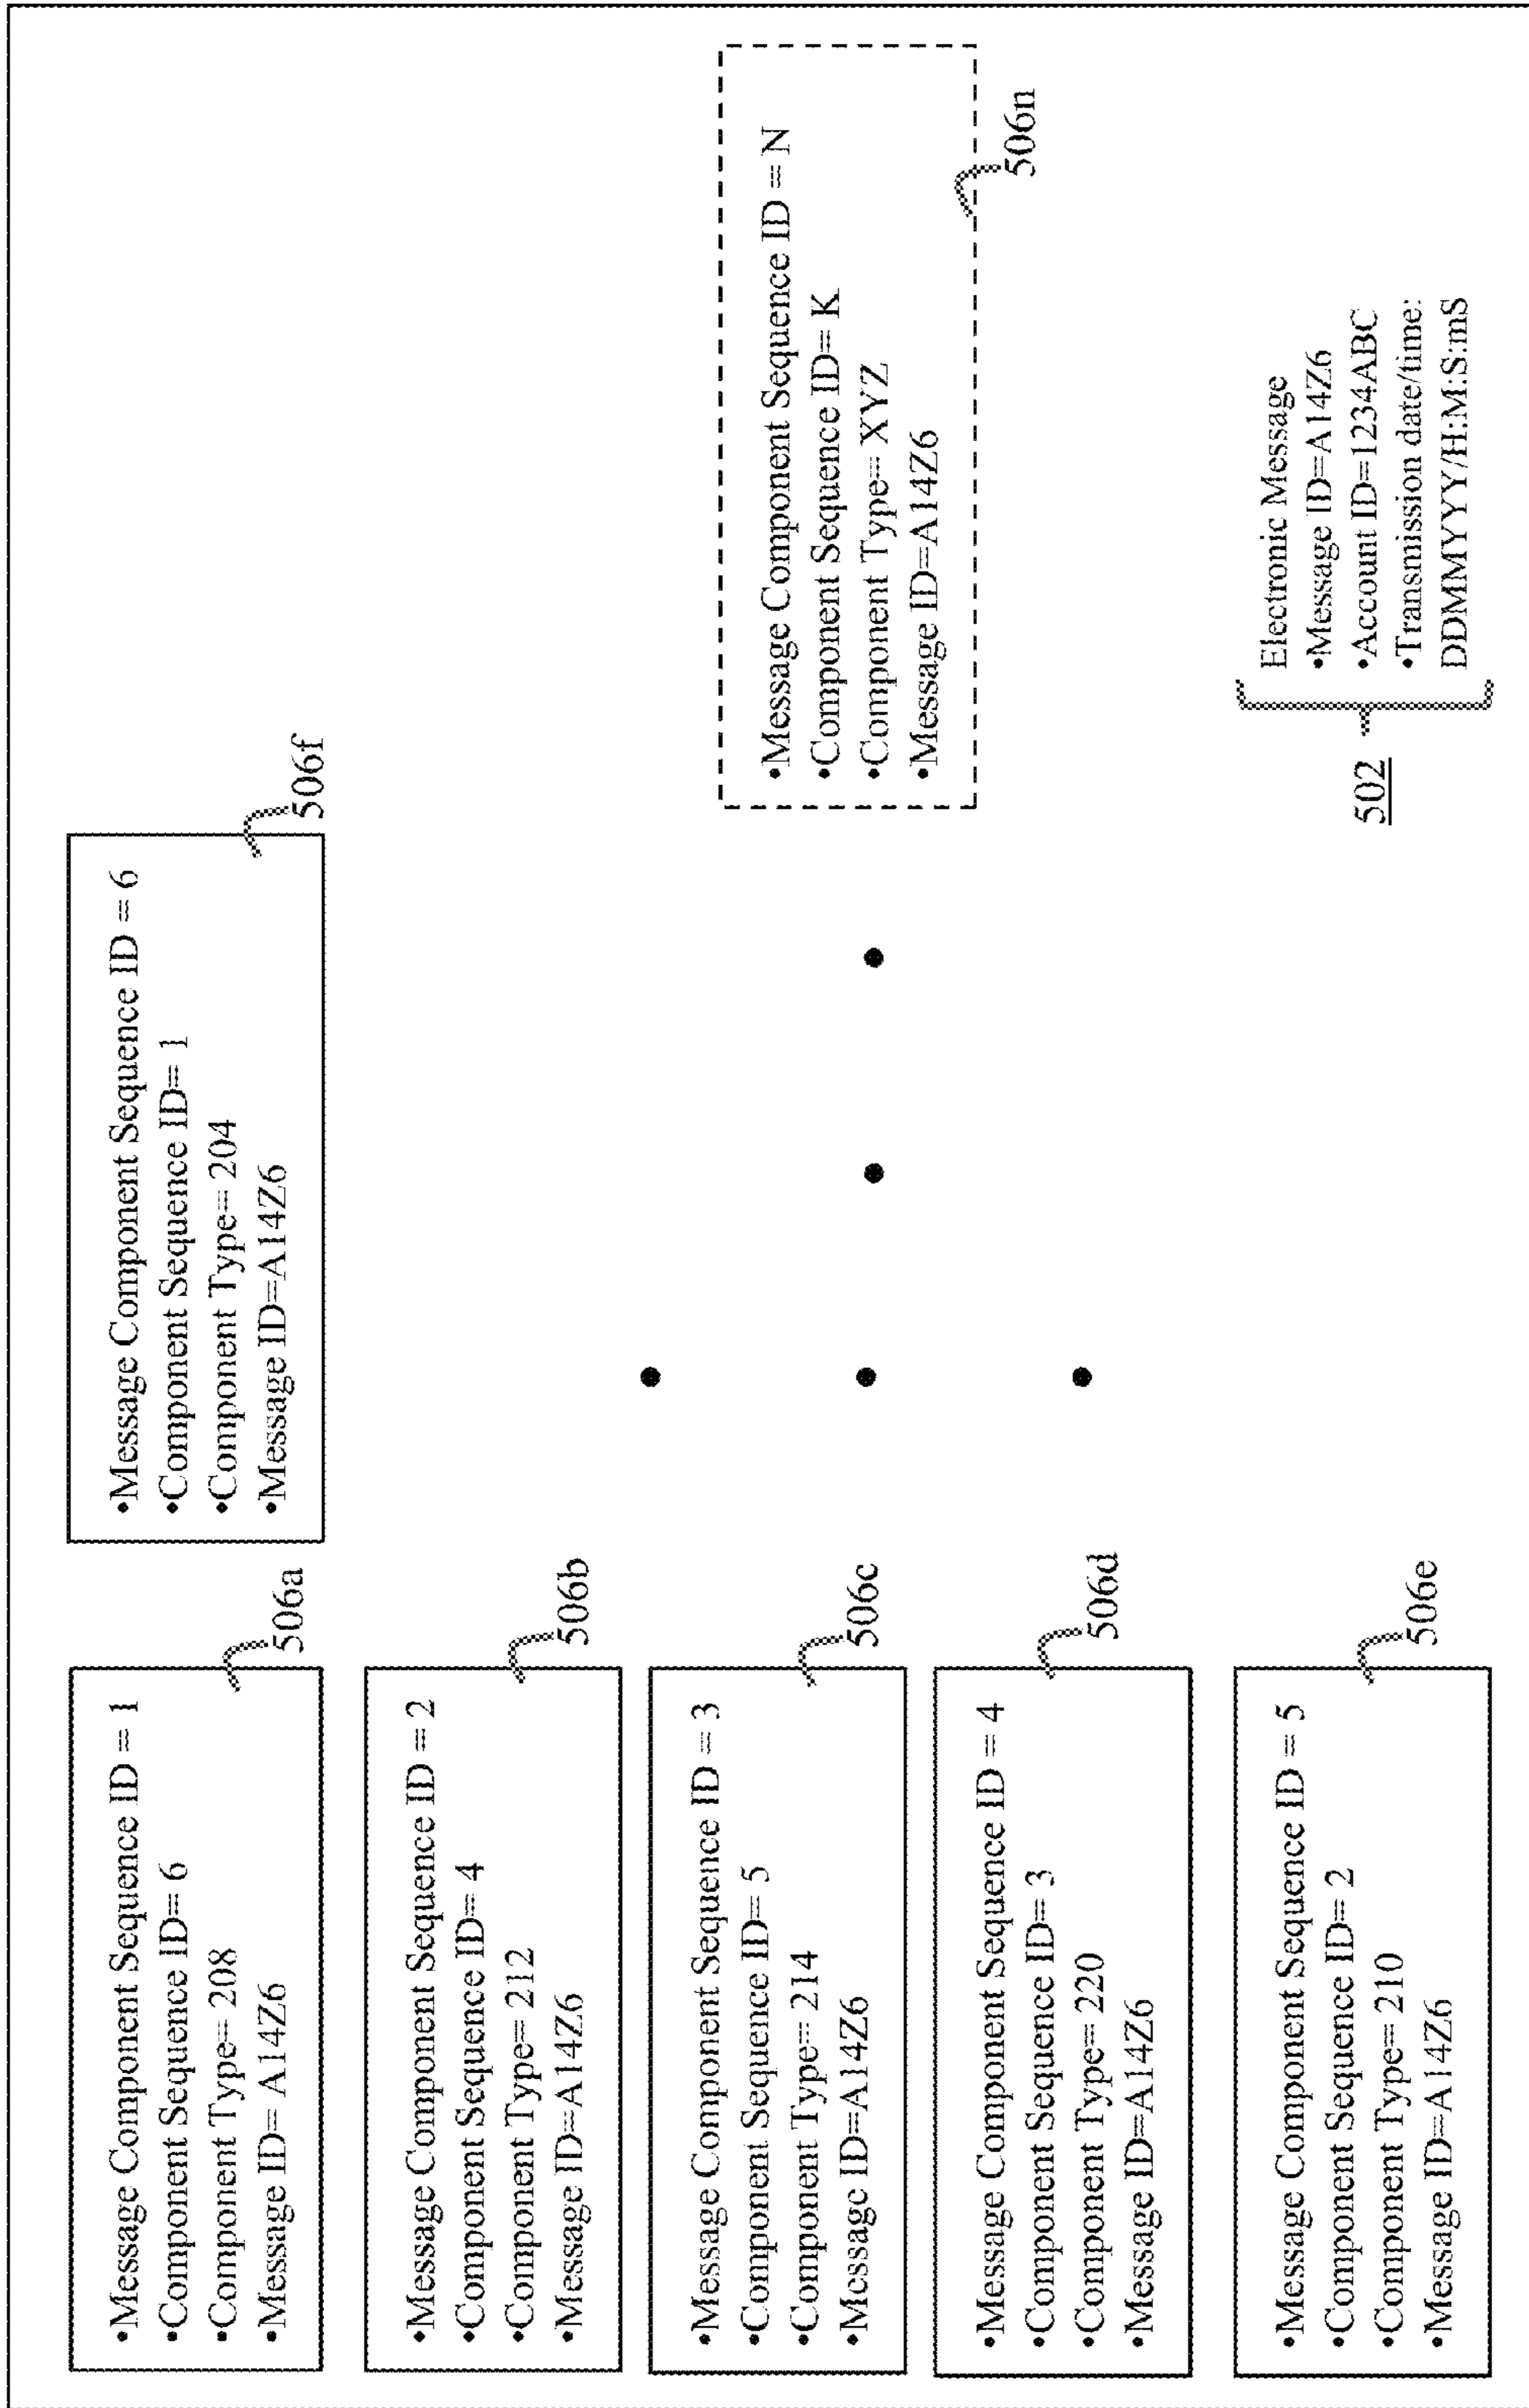 •Message Component Sequence ID = 1
•Component Sequence ID= 6
•Component Type= 208
•Message ID= A14Z6
506a
•Message Component Sequence ID = 2
•Component Sequence ID= 4
•Component Type= 212
•Message ID=A14Z6
506b
•Message Component Sequence ID = 3
•Component Sequence ID= 5
•Component Type= 214
•Message ID=A14Z6
506c
•Message Component Sequence ID = 4
•Component Sequence ID= 3
•Component Type= 220
•Message ID=A14Z6
506d
•Message Component Sequence ID = 5
•Component Sequence ID= 2
•Component Type= 210
•Message ID=A14Z6
506e
•Message Component Sequence ID = 6
•Component Sequence ID= 1
•Component Type= 204
•Message ID=A14Z6
506f
•Message Component Sequence ID = N
•Component Sequence ID= K
•Component Type= XYZ
•Message ID=A14Z6
506n
502
Electronic Message
•Message ID=A14Z6
•Account ID=1234ABC
•Transmission date/time:
DDMMYYY/H:M:S:mS